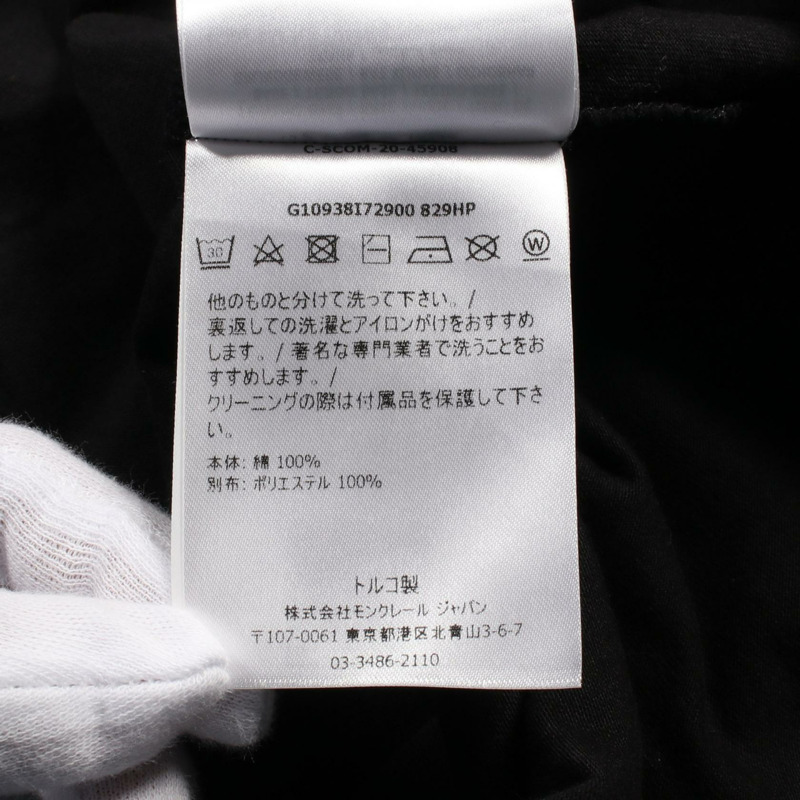 C-SCOM-20-45908
G10938I72900 829HP
30
W
他のものと分けて洗って下さい。/
裏返しての洗濯とアイロンがけをおすすめ
します。/ 著名な専門業者で洗うことをお
すすめします。/
クリーニングの際は付属品を保護して下さ
い。
本体: 綿 100%
別布: ポリエステル 100%
トルコ製
株式会社モンクレール ジャパン
〒107-0061 東京都港区北青山3-6-7
03-3486-2110